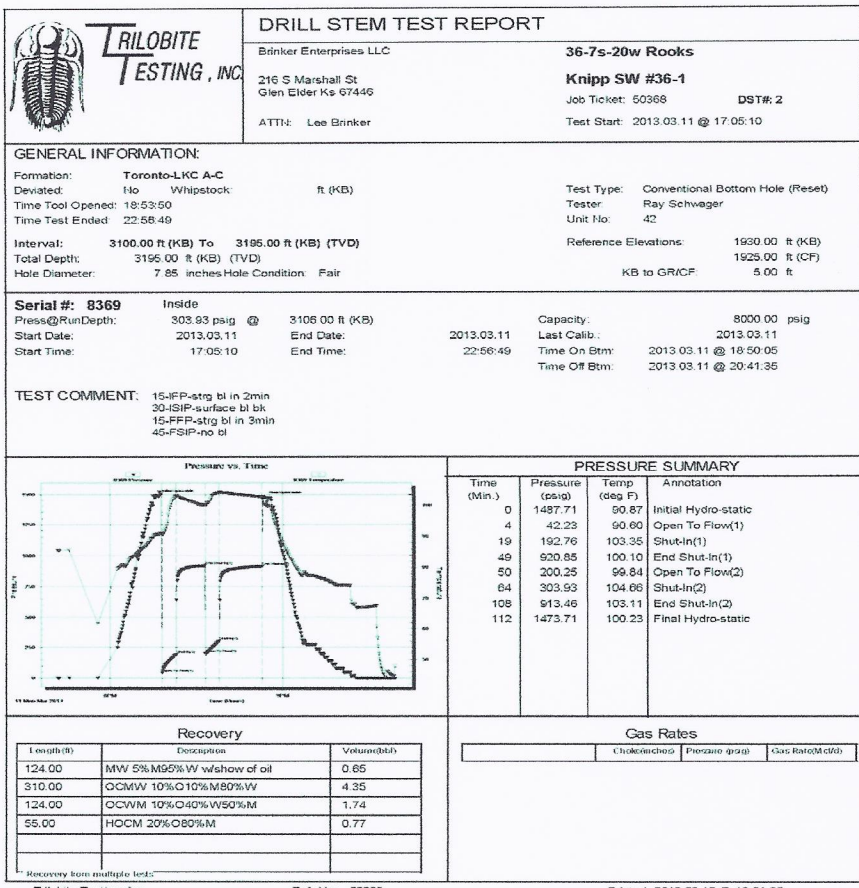 TRILOBITE
TESTING , INC
DRILL STEM TEST REPORT
Brinker Enterprises LLC
216 S Marshall St
Glen Elder Ks 67446
ATTN: Lee Brinker
36-7s-20w Rooks
Knipp SW #36-1
Job Ticket: 50368 DST#: 2
Test Start: 2013.03.11 @ 17:05:10
GENERAL INFORMATION:
Formation: Toronto-LKC A-C
Deviated: No Whipstock: ft (KB)
Time Tool Opened: 18:53:50
Time Test Ended: 22:56:49
Test Type: Conventional Bottom Hole (Reset)
Tester: Ray Schwager
Unit No: 42
Interval: 3100.00 ft (KB) To 3195.00 ft (KB) (TVD)
Total Depth: 3195.00 ft (KB) (TVD)
Hole Diameter: 7.85 inches Hole Condition: Fair
Reference Elevations: 1930.00 ft (KB)
1925.00 ft (CF)
KB to GR/CF: 5.00 ft
Serial #: 8369 Inside
Press@RunDepth: 303.93 psig @ 3106.00 ft (KB) Capacity: 8000.00 psig
Start Date: 2013.03.11 End Date: 2013.03.11 Last Calib.: 2013.03.11
Start Time: 17:05:10 End Time: 22:56:49 Time On Btm: 2013.03.11 @ 18:50:05
Time Off Btm: 2013.03.11 @ 20:41:35
TEST COMMENT: 15-IFP-strg bl in 2min
30-ISIP-surface bl bk
15-FFP-strg bl in 3min
45-FSIP-no bl
Pressure vs. Time
PRESSURE SUMMARY
Time (Min.) Pressure (psig) Temp (deg F) Annotation
0 1487.71 90.87 Initial Hydro-static
4 42.23 90.60 Open To Flow(1)
19 192.76 103.35 Shut-In(1)
49 920.85 100.10 End Shut-In(1)
50 200.25 99.84 Open To Flow(2)
64 303.93 104.66 Shut-In(2)
108 913.46 103.11 End Shut-In(2)
112 1473.71 100.23 Final Hydro-static
Recovery
Length (ft) Description Volume (bbl)
124.00 MW 5%M95%W w/show of oil 0.65
310.00 OCMW 10%O10%M80%W 4.35
124.00 OCWM 10%O40%W50%M 1.74
55.00 HOCM 20%O80%M 0.77
* Recovery from multiple tests
Gas Rates
Choke (inches) Pressure (psig) Gas Rate (Mcf/d)